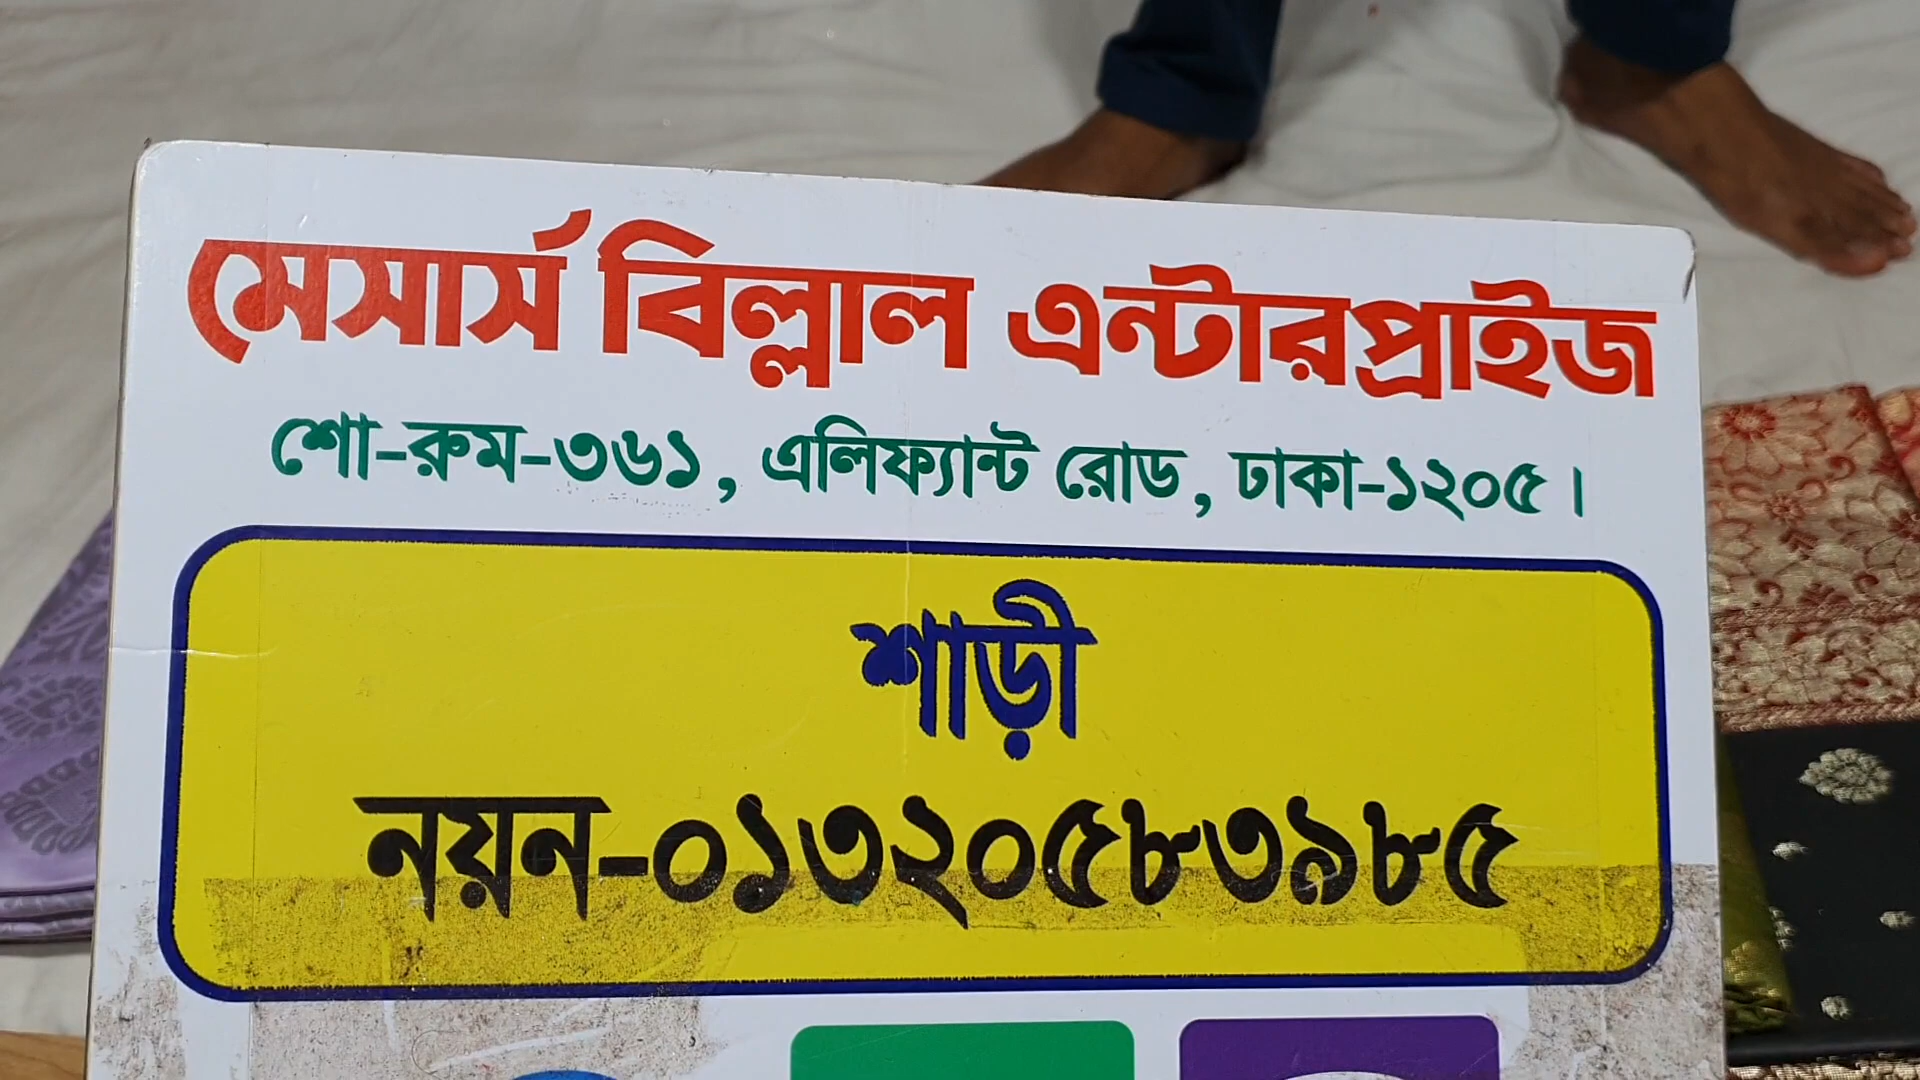 মেসার্স বিল্লাল এন্টারপ্রাইজ
শো-রুম-৩৬১, এলিফ্যান্ট রোড, ঢাকা-১২০৫।
শাড়ী
নয়ন-০১৩২০৫৮৩৯৮৫